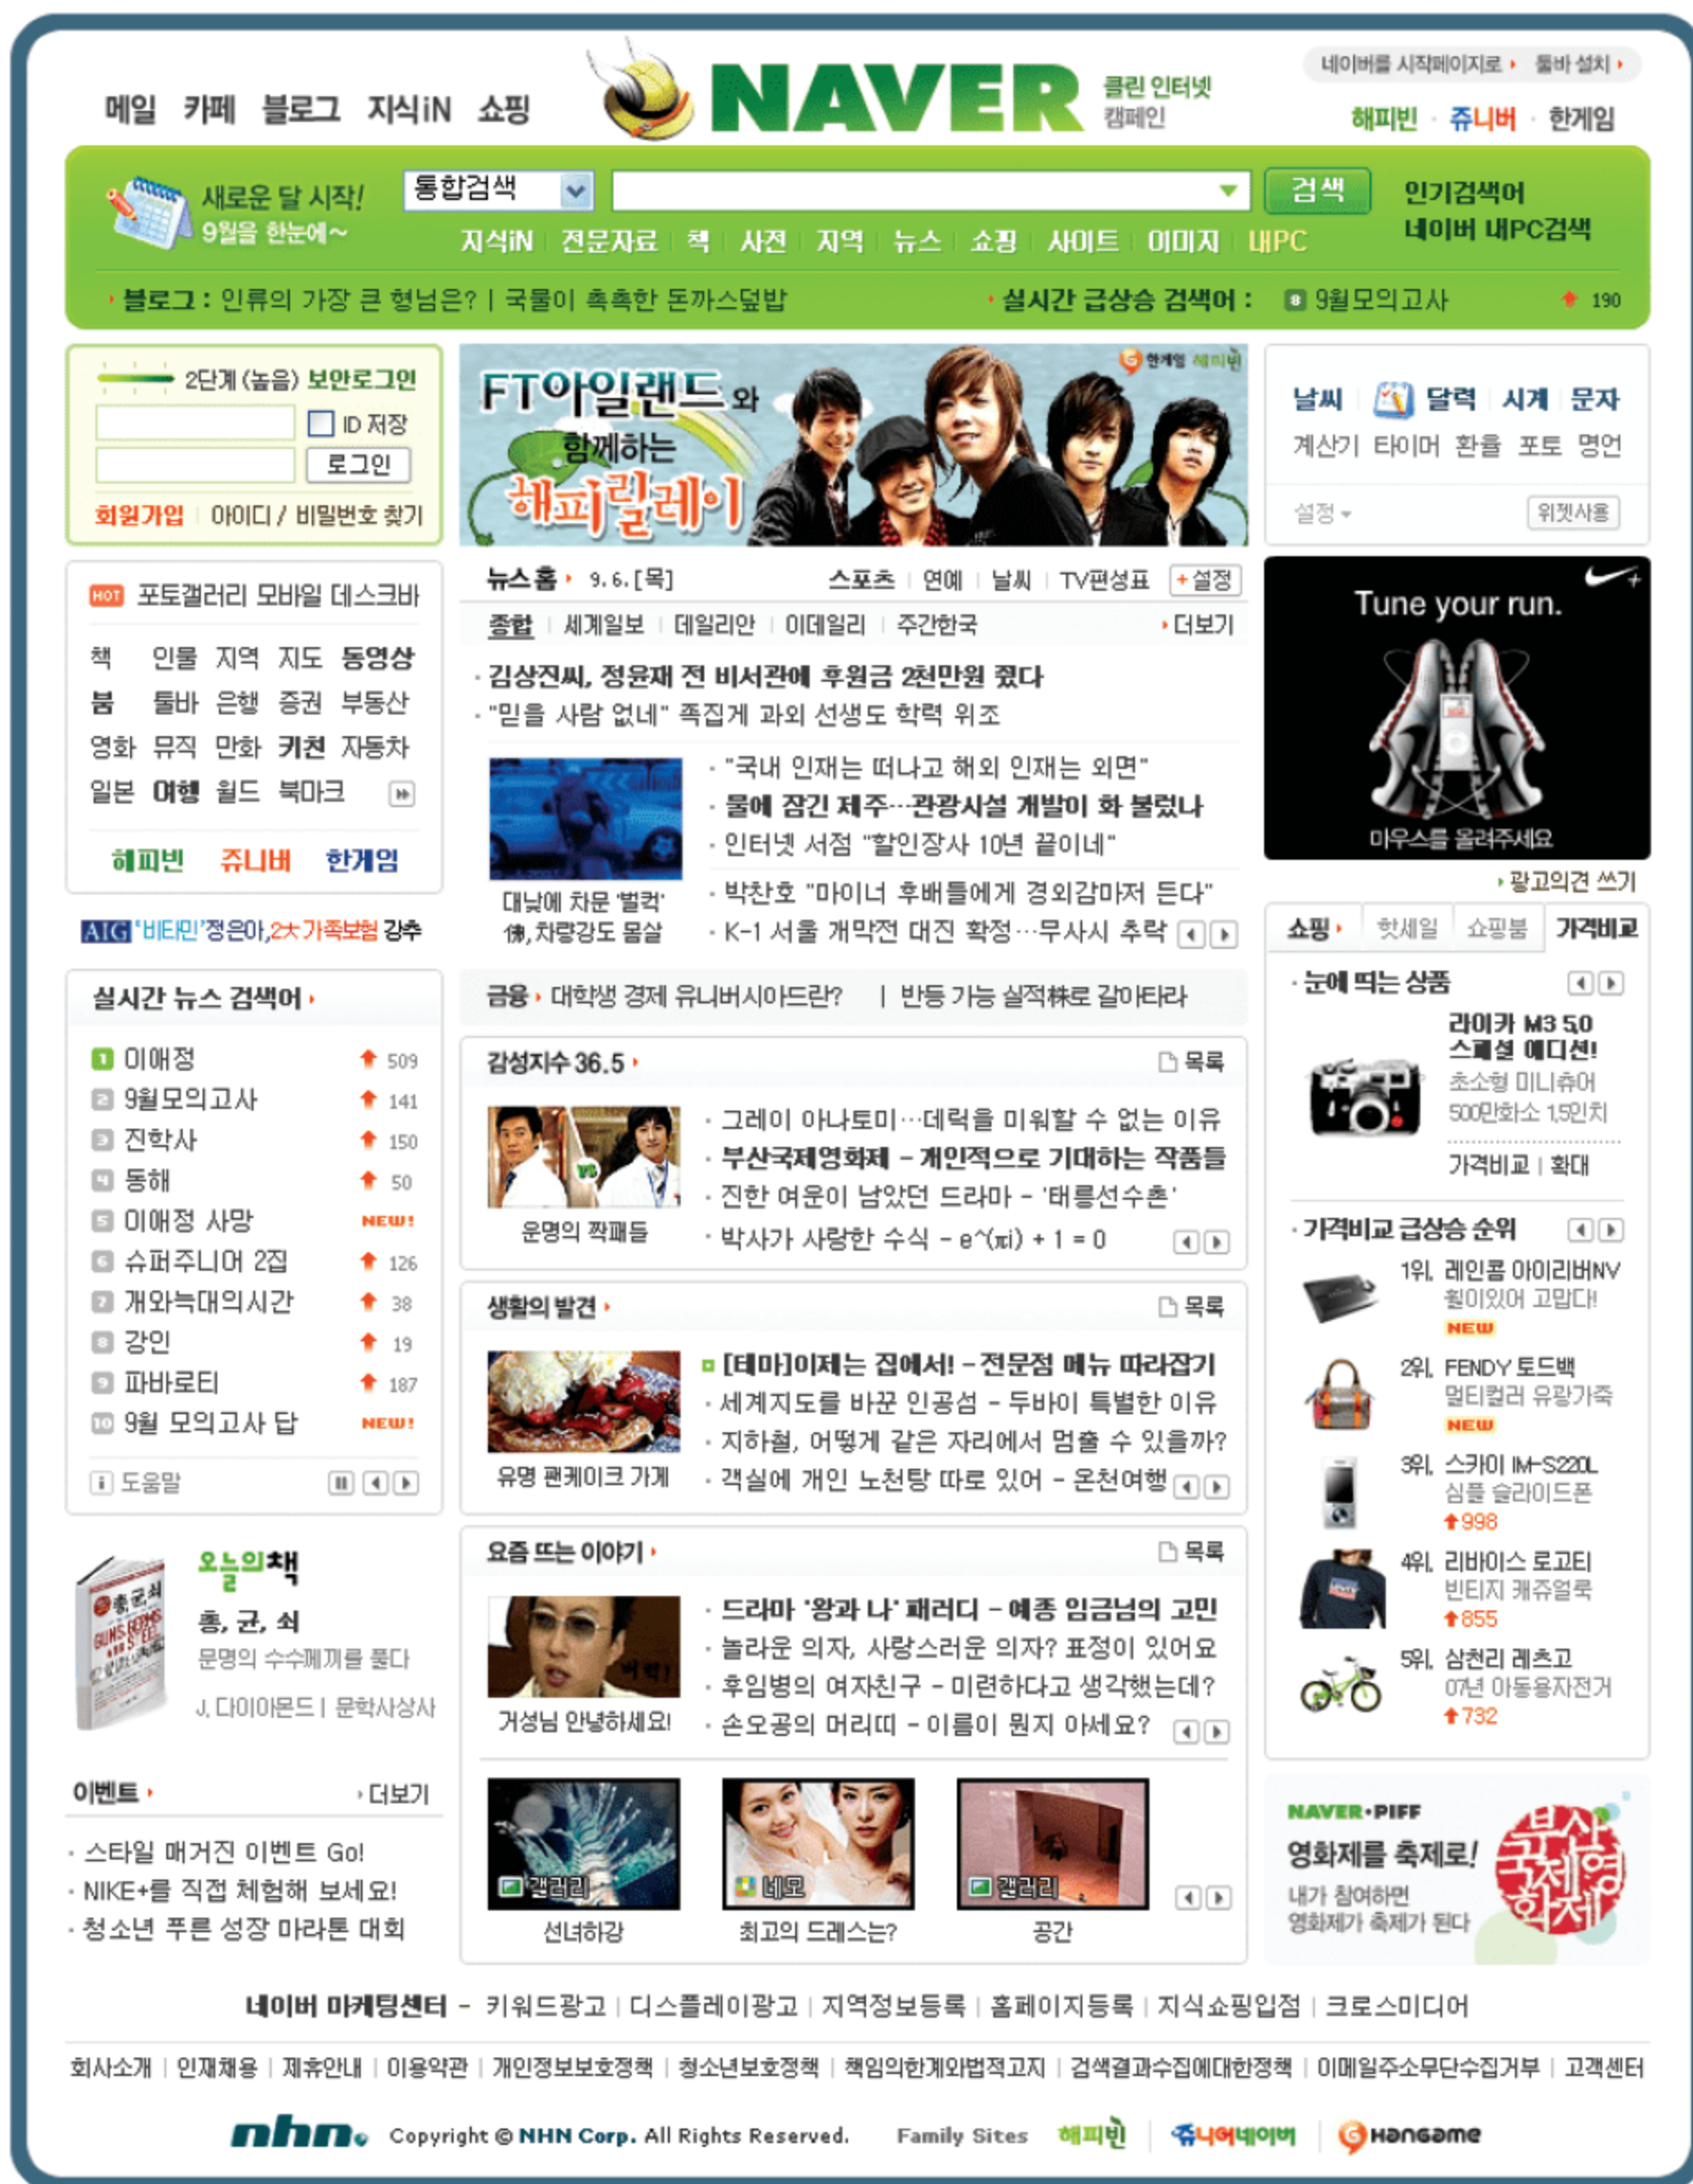 네이버를 시작페이지로 툴바 설치
메일 카페 블로그 지식iN 쇼핑
NAVER
클린 인터넷
캠페인
해피빈 쥬니버 한게임
새로운 달 시작!
9월을 한눈에~
통합검색
검색
인기검색어
네이버 내PC검색
지식iN 전문자료 책 사전 지역 뉴스 쇼핑 사이트 이미지 내PC
블로그 : 인류의 가장 큰 형님은? | 국물이 촉촉한 돈까스덮밥
실시간 급상승 검색어 : 8 9월모의고사 190
2단계 (높음) 보안로그인
ID 저장
로그인
회원가입 아이디 / 비밀번호 찾기
FT아일랜드와
함께하는
해피릴레이
한게임 해피빈
날씨 달력 시계 문자
계산기 타이머 환율 포토 명언
설정 위젯사용
HOT 포토갤러리 모바일 데스크바
책 인물 지역 지도 동영상
붐 툴바 은행 증권 부동산
영화 뮤직 만화 키친 자동차
일본 여행 월드 북마크
해피빈 쥬니버 한게임
AIG '비타민'정은아,2大가족보험 강추
뉴스홈 9.6.[목] 스포츠 연예 날씨 TV편성표 +설정
종합 세계일보 데일리안 이데일리 주간한국 더보기
김상진씨, 정윤재 전 비서관에 후원금 2천만원 줬다
"믿을 사람 없네" 족집게 과외 선생도 학력 위조
"국내 인재는 떠나고 해외 인재는 외면"
물에 잠긴 제주…관광시설 개발이 화 불렀나
인터넷 서점 "할인장사 10년 끝이네"
박찬호 "마이너 후배들에게 경외감마저 든다"
K-1 서울 개막전 대진 확정…무사시 추락
대낮에 차문 '벌컥'
佛,차량강도 몸살
금융 대학생 경제 유니버시아드란? | 반등 가능 실적株로 갈아타라
Tune your run.
마우스를 올려주세요
광고의견 쓰기
실시간 뉴스 검색어
1 이애정 509
2 9월모의고사 141
3 진학사 150
4 동해 50
5 이애정 사망 NEW!
6 슈퍼주니어 2집 126
7 개와늑대의시간 38
8 강인 19
9 파바로티 187
10 9월 모의고사 답 NEW!
도움말
감성지수 36.5 목록
그레이 아나토미…데릭을 미워할 수 없는 이유
부산국제영화제 - 개인적으로 기대하는 작품들
진한 여운이 남았던 드라마 - '태릉선수촌'
박사가 사랑한 수식 - e^(πi) + 1 = 0
VS
운명의 짝패들
생활의 발견 목록
[테마]이제는 집에서! - 전문점 메뉴 따라잡기
세계지도를 바꾼 인공섬 - 두바이 특별한 이유
지하철, 어떻게 같은 자리에서 멈출 수 있을까?
객실에 개인 노천탕 따로 있어 - 온천여행
유명 팬케이크 가게
요즘 뜨는 이야기 목록
드라마 '왕과 나' 패러디 - 예종 임금님의 고민
놀라운 의자, 사랑스러운 의자? 표정이 있어요
후임병의 여자친구 - 미련하다고 생각했는데?
손오공의 머리띠 - 이름이 뭔지 아세요?
버럭!
거성님 안녕하세요!
갤러리 네모 갤러리
선녀하강 최고의 드레스는? 공간
쇼핑 핫세일 쇼핑붐 가격비교
눈에 띄는 상품
라이카 M3 5.0
스페셜 에디션!
초소형 미니츄어
500만화소 1.5인치
가격비교 | 확대
가격비교 급상승 순위
1위. 레인콤 아이리버NV
휠이있어 고맙다!
NEW
2위. FENDY 토드백
멀티컬러 유광가죽
NEW
3위. 스카이 IM-S220L
심플 슬라이드폰
998
4위. 리바이스 로고티
빈티지 캐쥬얼룩
855
5위. 삼천리 레츠고
07년 아동용자전거
732
오늘의책
총, 균, 쇠
GUNS, GERMS
STEEL
총, 균, 쇠
문명의 수수께끼를 풀다
J. 다이아몬드 | 문학사상사
이벤트 더보기
스타일 매거진 이벤트 Go!
NIKE+를 직접 체험해 보세요!
청소년 푸른 성장 마라톤 대회
NAVER·PIFF
영화제를 축제로!
내가 참여하면
영화제가 축제가 된다
부산
국제영
화제
네이버 마케팅센터 - 키워드광고 | 디스플레이광고 | 지역정보등록 | 홈페이지등록 | 지식쇼핑입점 | 크로스미디어
회사소개 | 인재채용 | 제휴안내 | 이용약관 | 개인정보보호정책 | 청소년보호정책 | 책임의한계와법적고지 | 검색결과수집에대한정책 | 이메일주소무단수집거부 | 고객센터
nhn. Copyright © NHN Corp. All Rights Reserved. Family Sites 해피빈 쥬니어네이버 Hangame